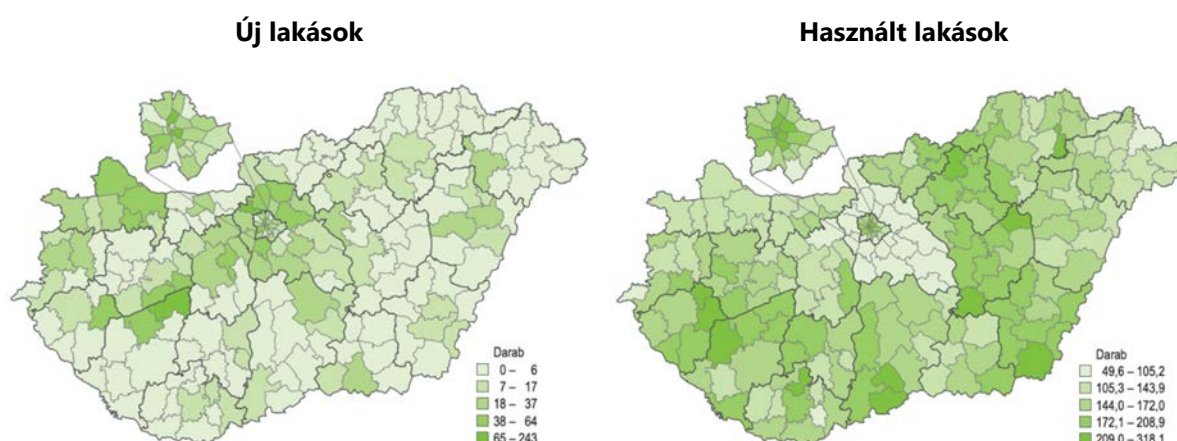 Új lakások
Használt lakások
Darab
0 – 6
7 – 17
18 – 37
38 – 64
65 – 243
Darab
49,6 – 105,2
105,3 – 143,9
144,0 – 172,0
172,1 – 208,9
209,0 – 318,1